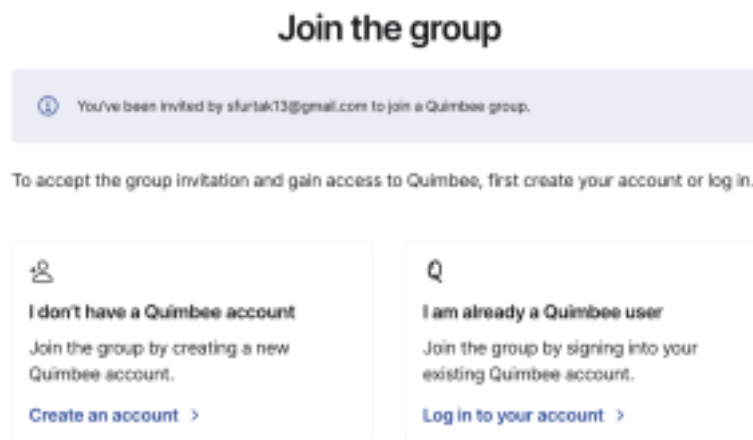 Join the group
You've been invited by sfurtak13@gmail.com to join a Quimbee group.
To accept the group invitation and gain access to Quimbee, first create your account or log in.
I don't have a Quimbee account
Join the group by creating a new
Quimbee account.
Create an account >
I am already a Quimbee user
Join the group by signing into your
existing Quimbee account.
Log in to your account >